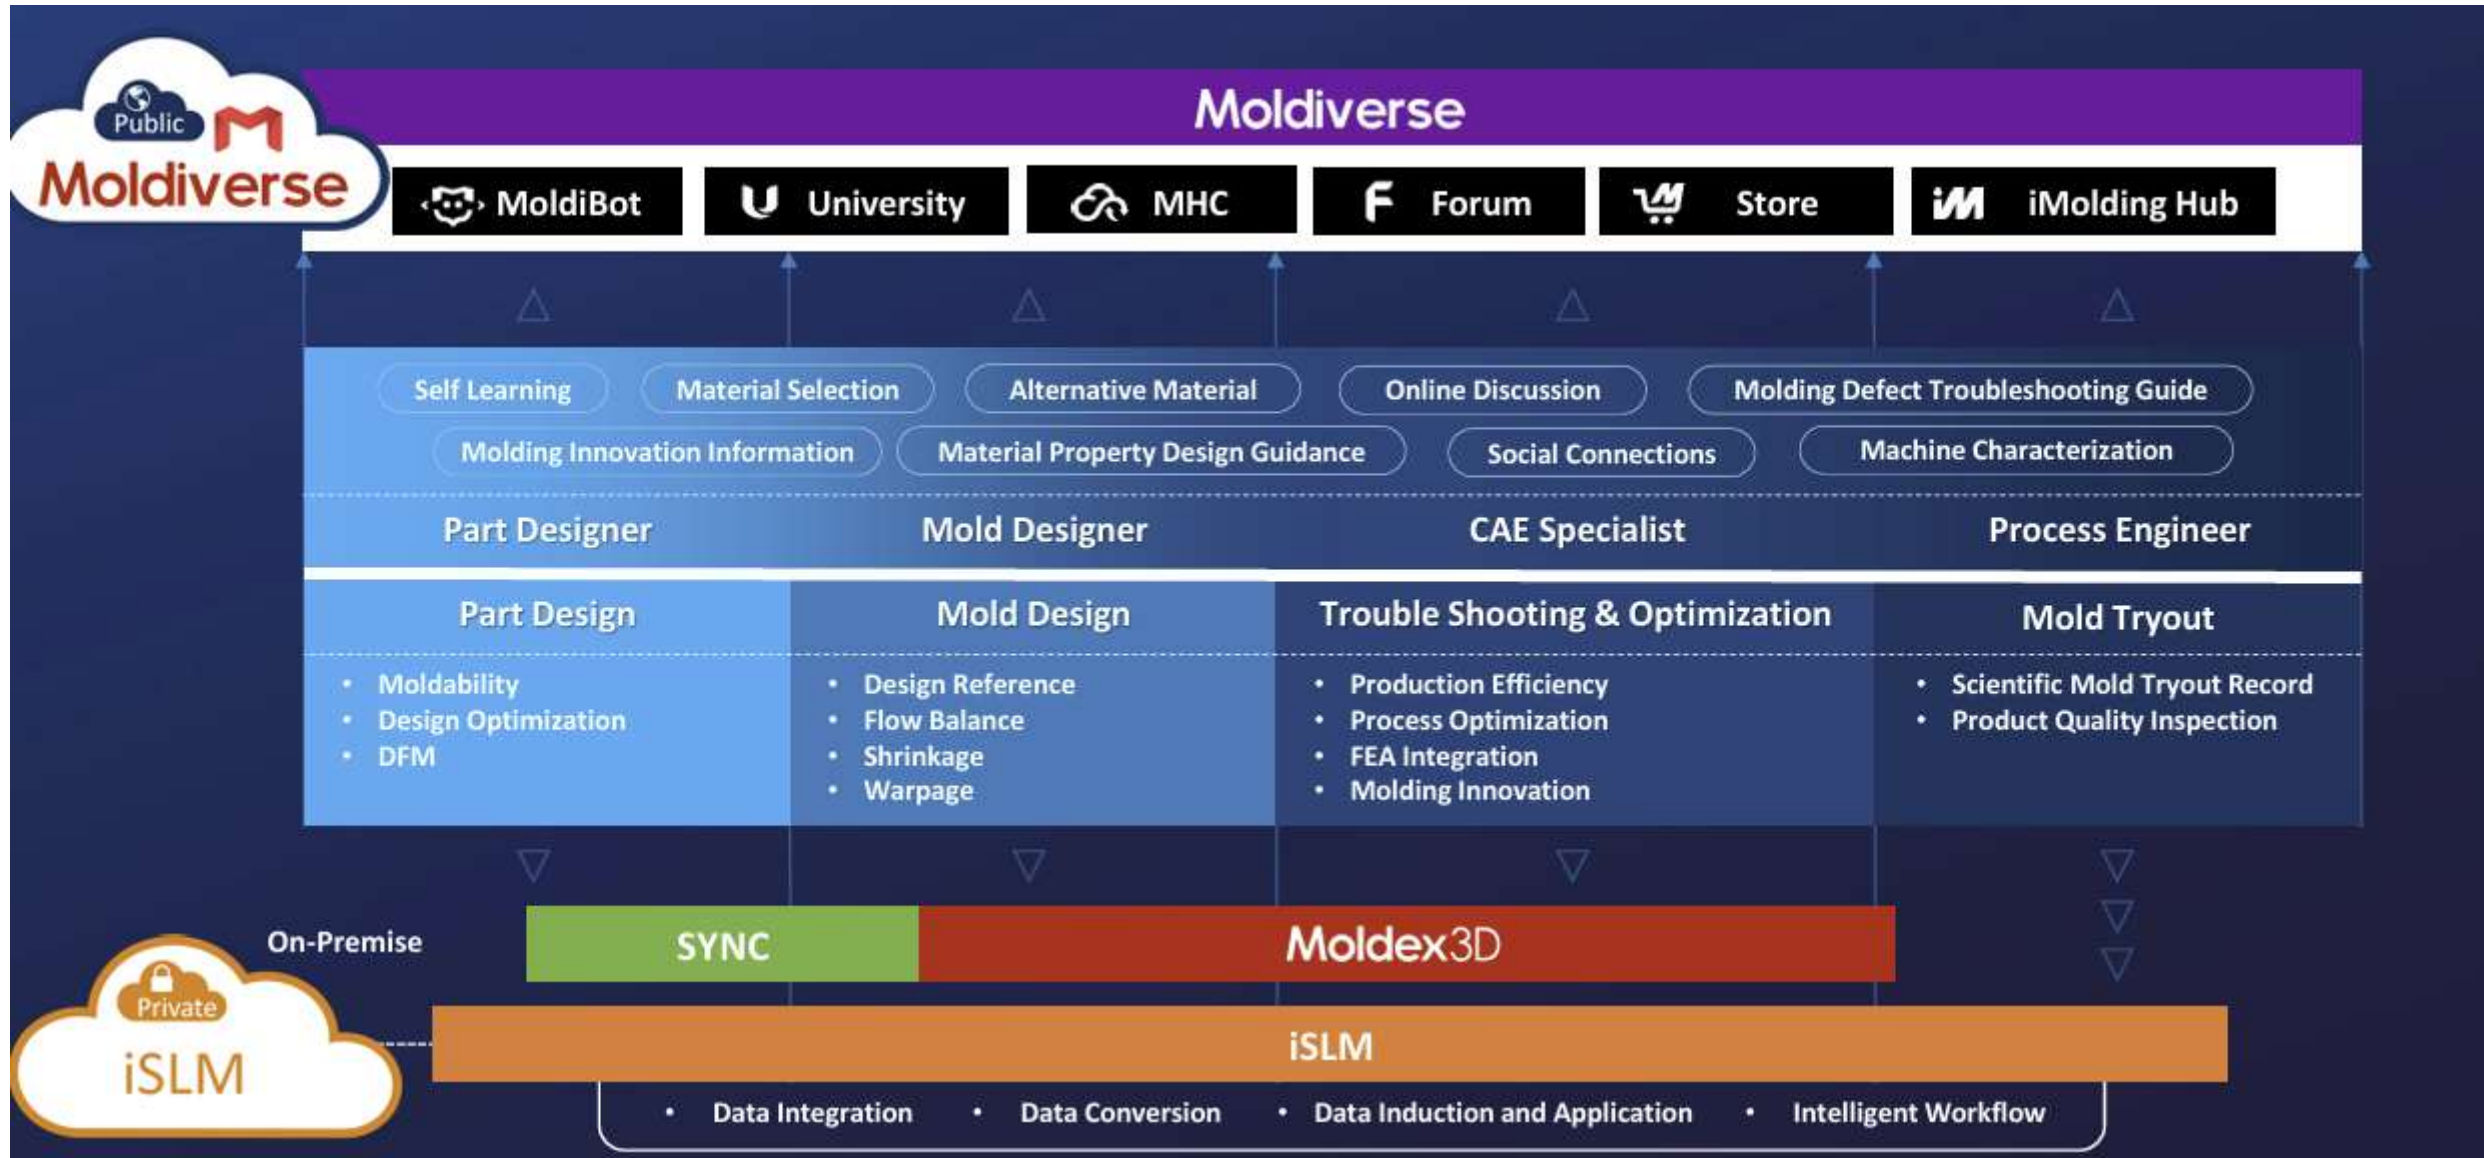 Public
Moldiverse
Moldiverse
MoldiBot
University
MHC
Forum
Store
iMolding Hub
Self Learning
Material Selection
Alternative Material
Online Discussion
Molding Defect Troubleshooting Guide
Molding Innovation Information
Material Property Design Guidance
Social Connections
Machine Characterization
Part Designer
Mold Designer
CAE Specialist
Process Engineer
Part Design
• Moldability
• Design Optimization
• DFM
Mold Design
• Design Reference
• Flow Balance
• Shrinkage
• Warpage
Trouble Shooting & Optimization
• Production Efficiency
• Process Optimization
• FEA Integration
• Molding Innovation
Mold Tryout
• Scientific Mold Tryout Record
• Product Quality Inspection
On-Premise
SYNC
Moldex3D
Private
iSLM
iSLM
• Data Integration
• Data Conversion
• Data Induction and Application
• Intelligent Workflow